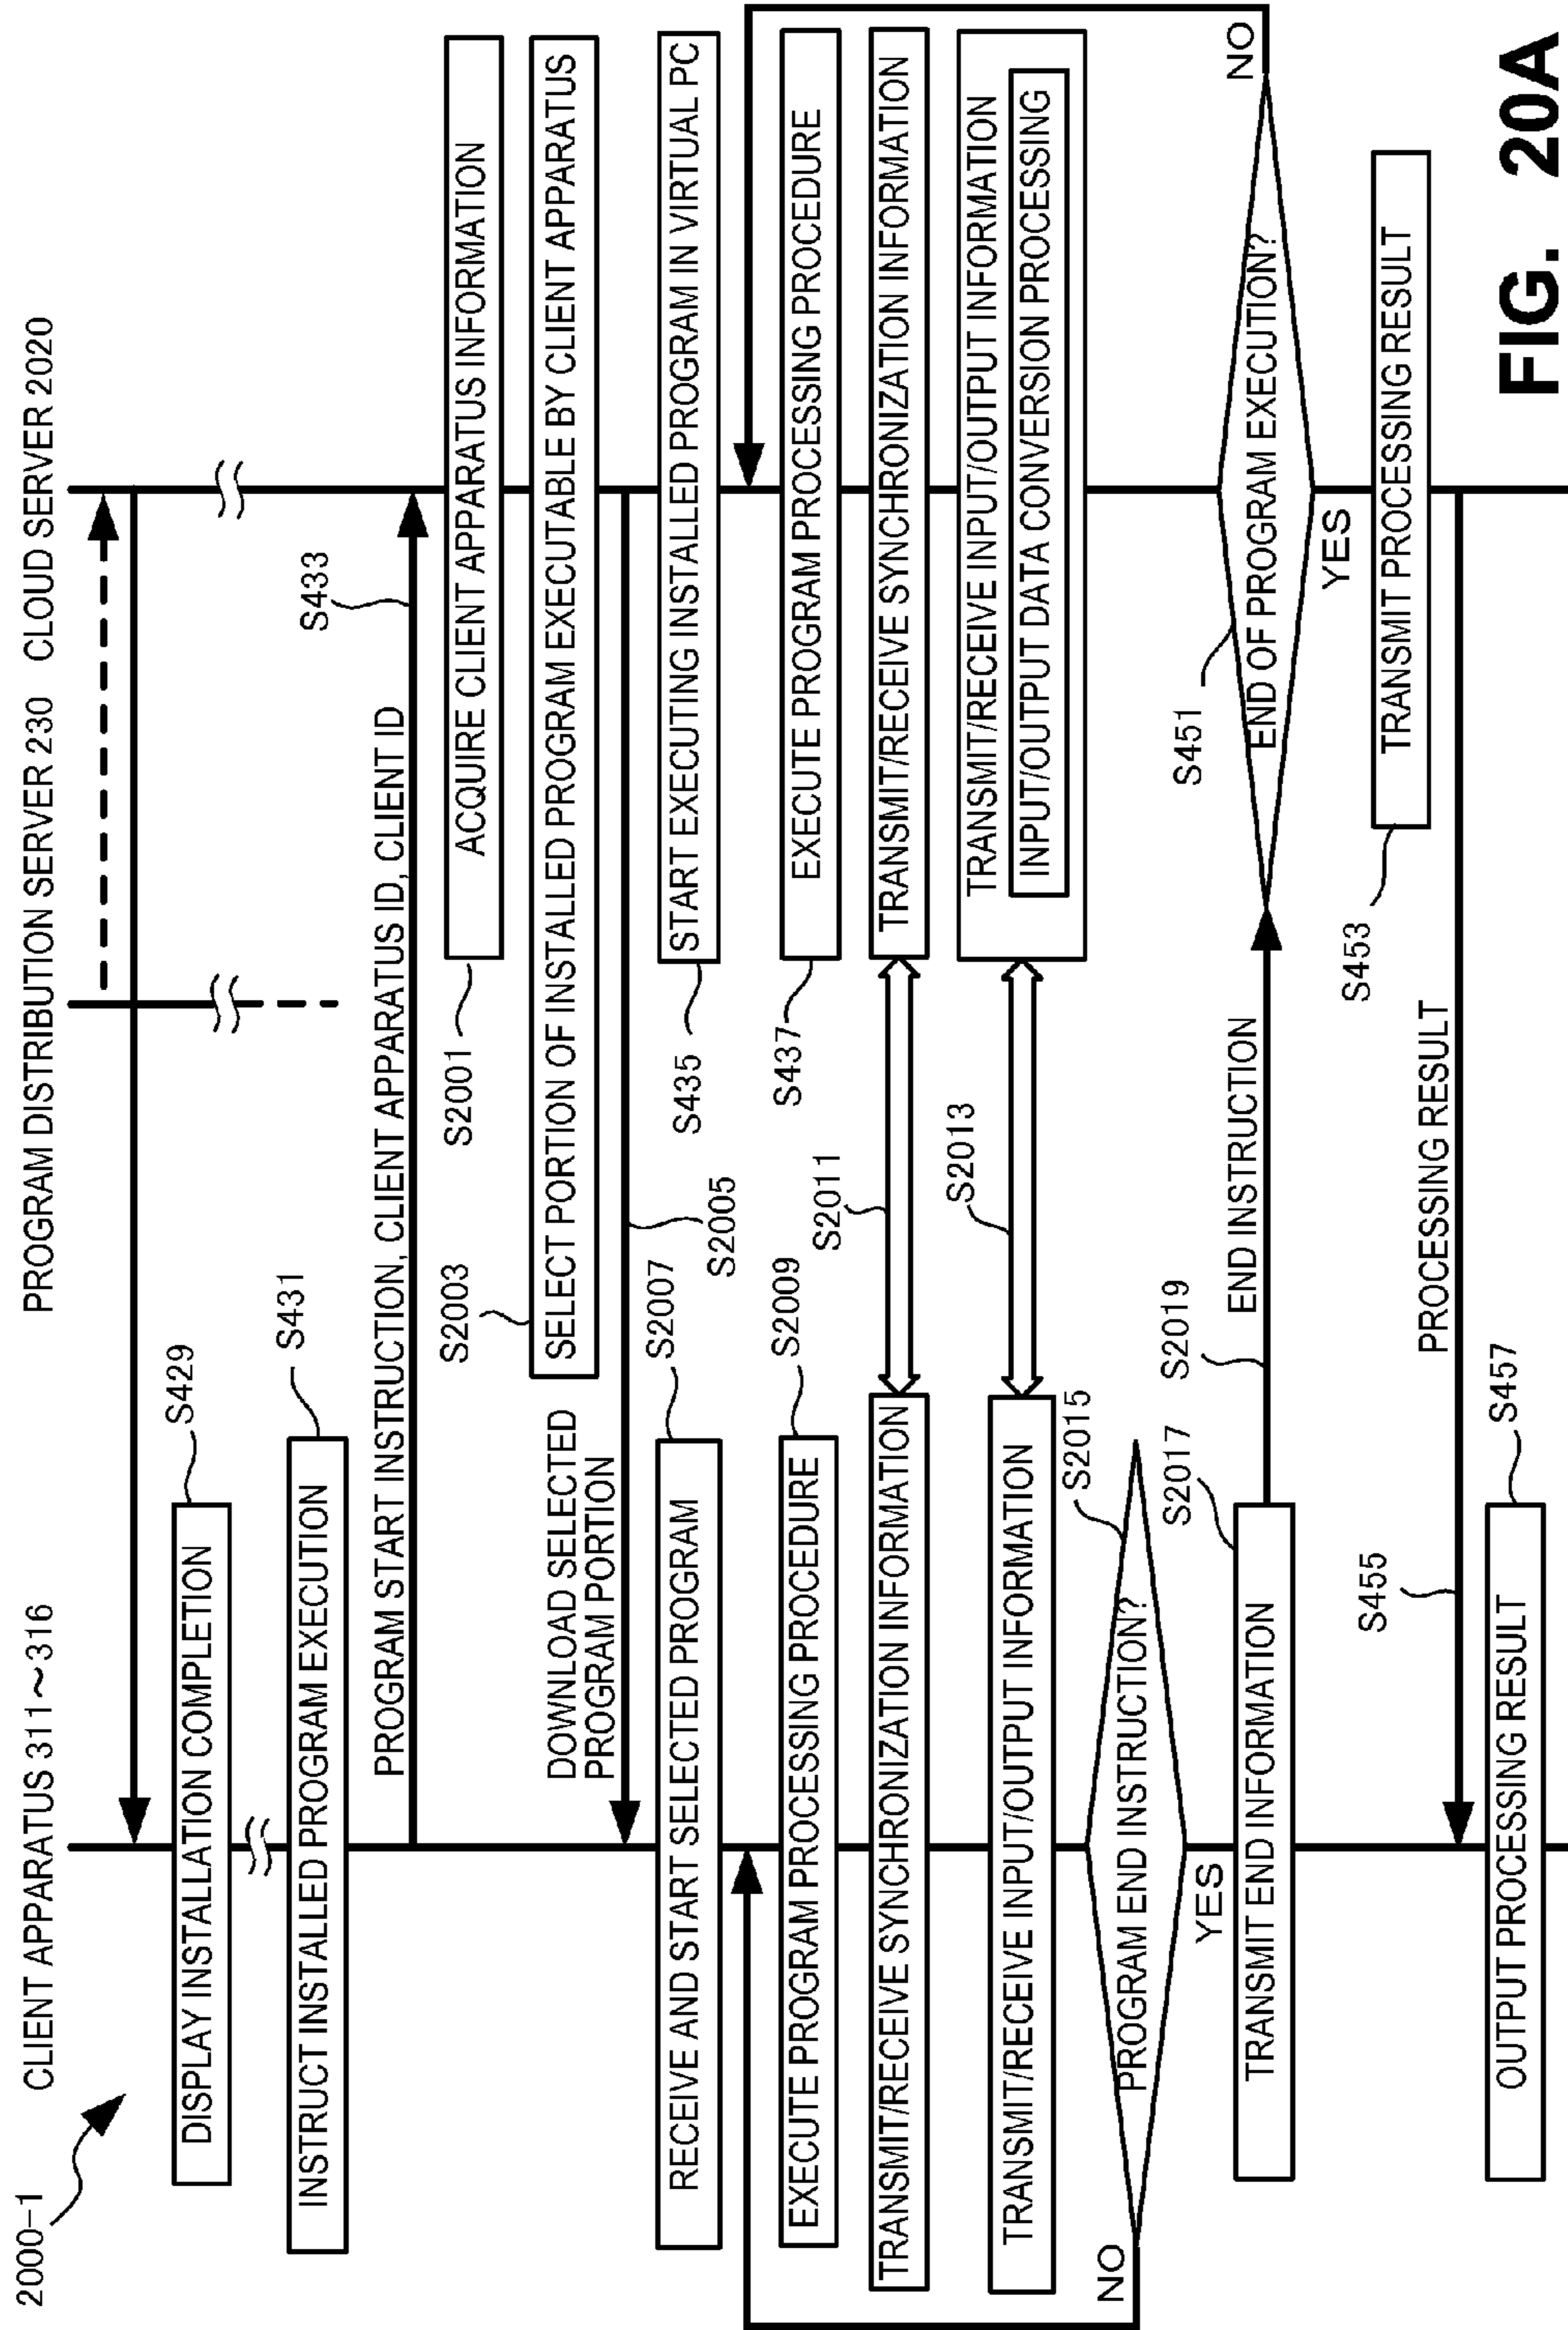 2000-1
CLIENT APPARATUS 311~316
PROGRAM DISTRIBUTION SERVER 230
CLOUD SERVER 2020
DISPLAY INSTALLATION COMPLETION
S429
INSTRUCT INSTALLED PROGRAM EXECUTION
S431
PROGRAM START INSTRUCTION, CLIENT APPARATUS ID, CLIENT ID
S433
ACQUIRE CLIENT APPARATUS INFORMATION
S2001
SELECT PORTION OF INSTALLED PROGRAM EXECUTABLE BY CLIENT APPARATUS
S2003
DOWNLOAD SELECTED
PROGRAM PORTION
S2005
RECEIVE AND START SELECTED PROGRAM
S2007
START EXECUTING INSTALLED PROGRAM IN VIRTUAL PC
S435
EXECUTE PROGRAM PROCESSING PROCEDURE
S2009
EXECUTE PROGRAM PROCESSING PROCEDURE
S437
TRANSMIT/RECEIVE SYNCHRONIZATION INFORMATION
S2011
TRANSMIT/RECEIVE SYNCHRONIZATION INFORMATION
TRANSMIT/RECEIVE INPUT/OUTPUT INFORMATION
S2013
TRANSMIT/RECEIVE INPUT/OUTPUT INFORMATION
INPUT/OUTPUT DATA CONVERSION PROCESSING
NO
PROGRAM END INSTRUCTION?
S2015
YES
TRANSMIT END INFORMATION
S2017
S2019
END INSTRUCTION
S451
END OF PROGRAM EXECUTION?
NO
YES
TRANSMIT PROCESSING RESULT
S453
PROCESSING RESULT
S455
OUTPUT PROCESSING RESULT
S457
FIG. 20A